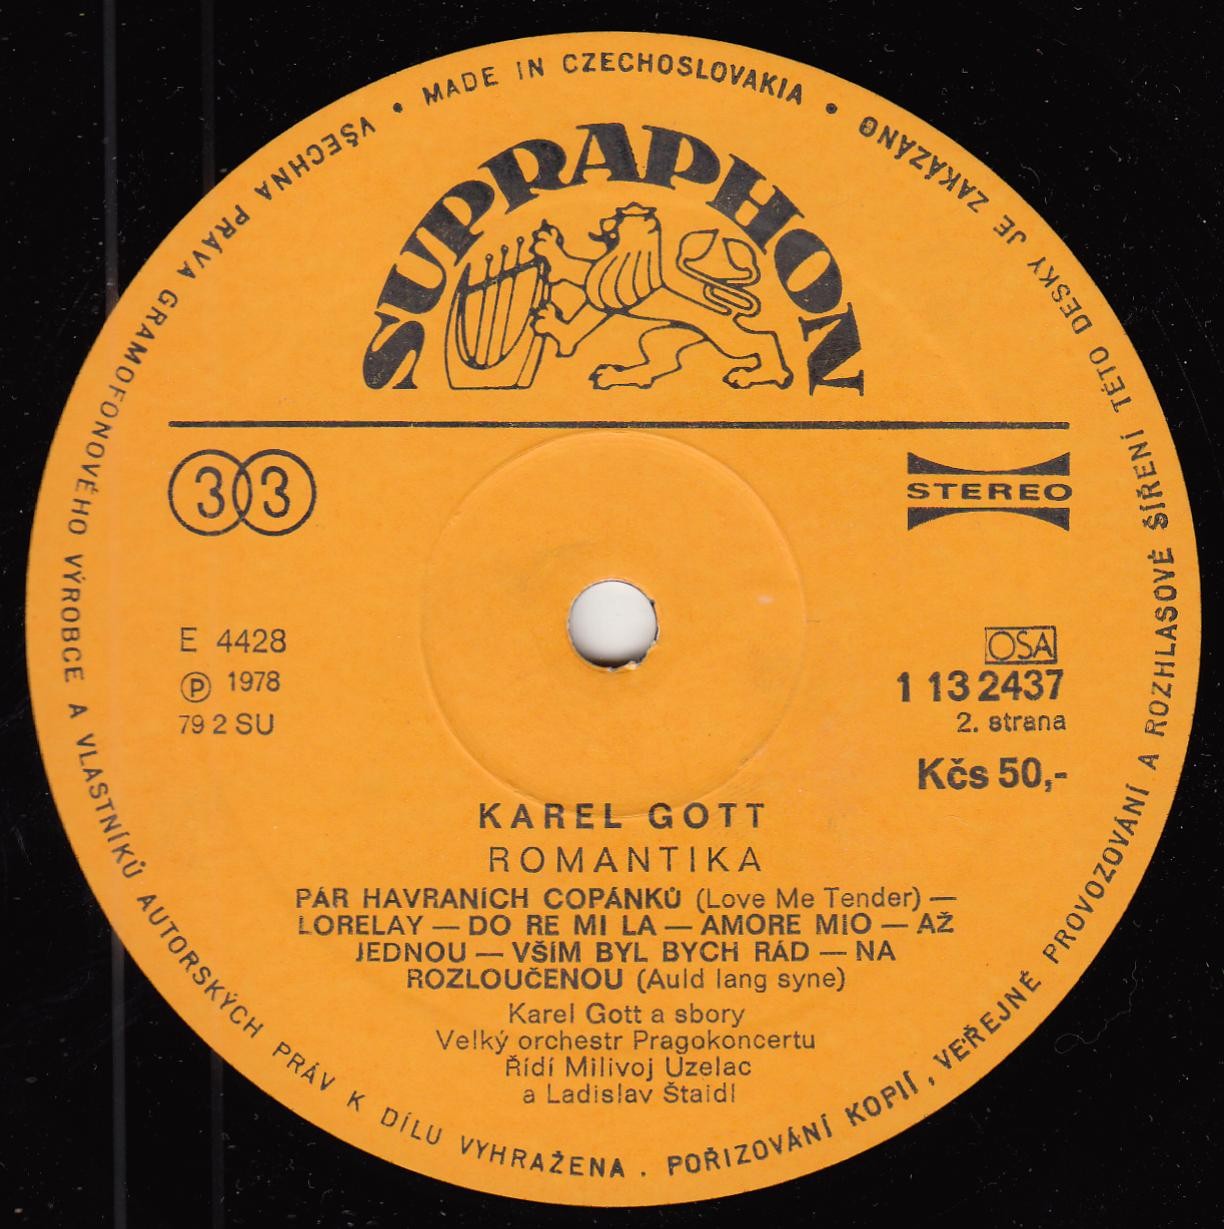 • MADE IN CZECHOSLOVAKIA •
SUPRAPHON
33
STEREO
E 4428
Ⓟ 1978
79 2 SU
OSA
1 13 2437
2. strana
Kčs 50,-
KAREL GOTT
ROMANTIKA
PÁR HAVRANÍCH COPÁNKŮ (Love Me Tender) —
LORELAY — DO RE MI LA — AMORE MIO — AŽ
JEDNOU — VŠÍM BYL BYCH RÁD — NA
ROZLOUČENOU (Auld lang syne)
Karel Gott a sbory
Velký orchestr Pragokoncertu
Řídí Milivoj Uzelac
a Ladislav Štaidl
VŠECHNA PRÁVA GRAMOFONOVÉHO VÝROBCE A VLASTNÍKŮ AUTORSKÝCH PRÁV K DÍLU VYHRAŽENA . POŘIZOVÁNÍ KOPIÍ, VEŘEJNÉ PROVOZOVÁNÍ A ROZHLASOVÉ ŠÍŘENÍ TÉTO DESKY JE ZAKÁZÁNO